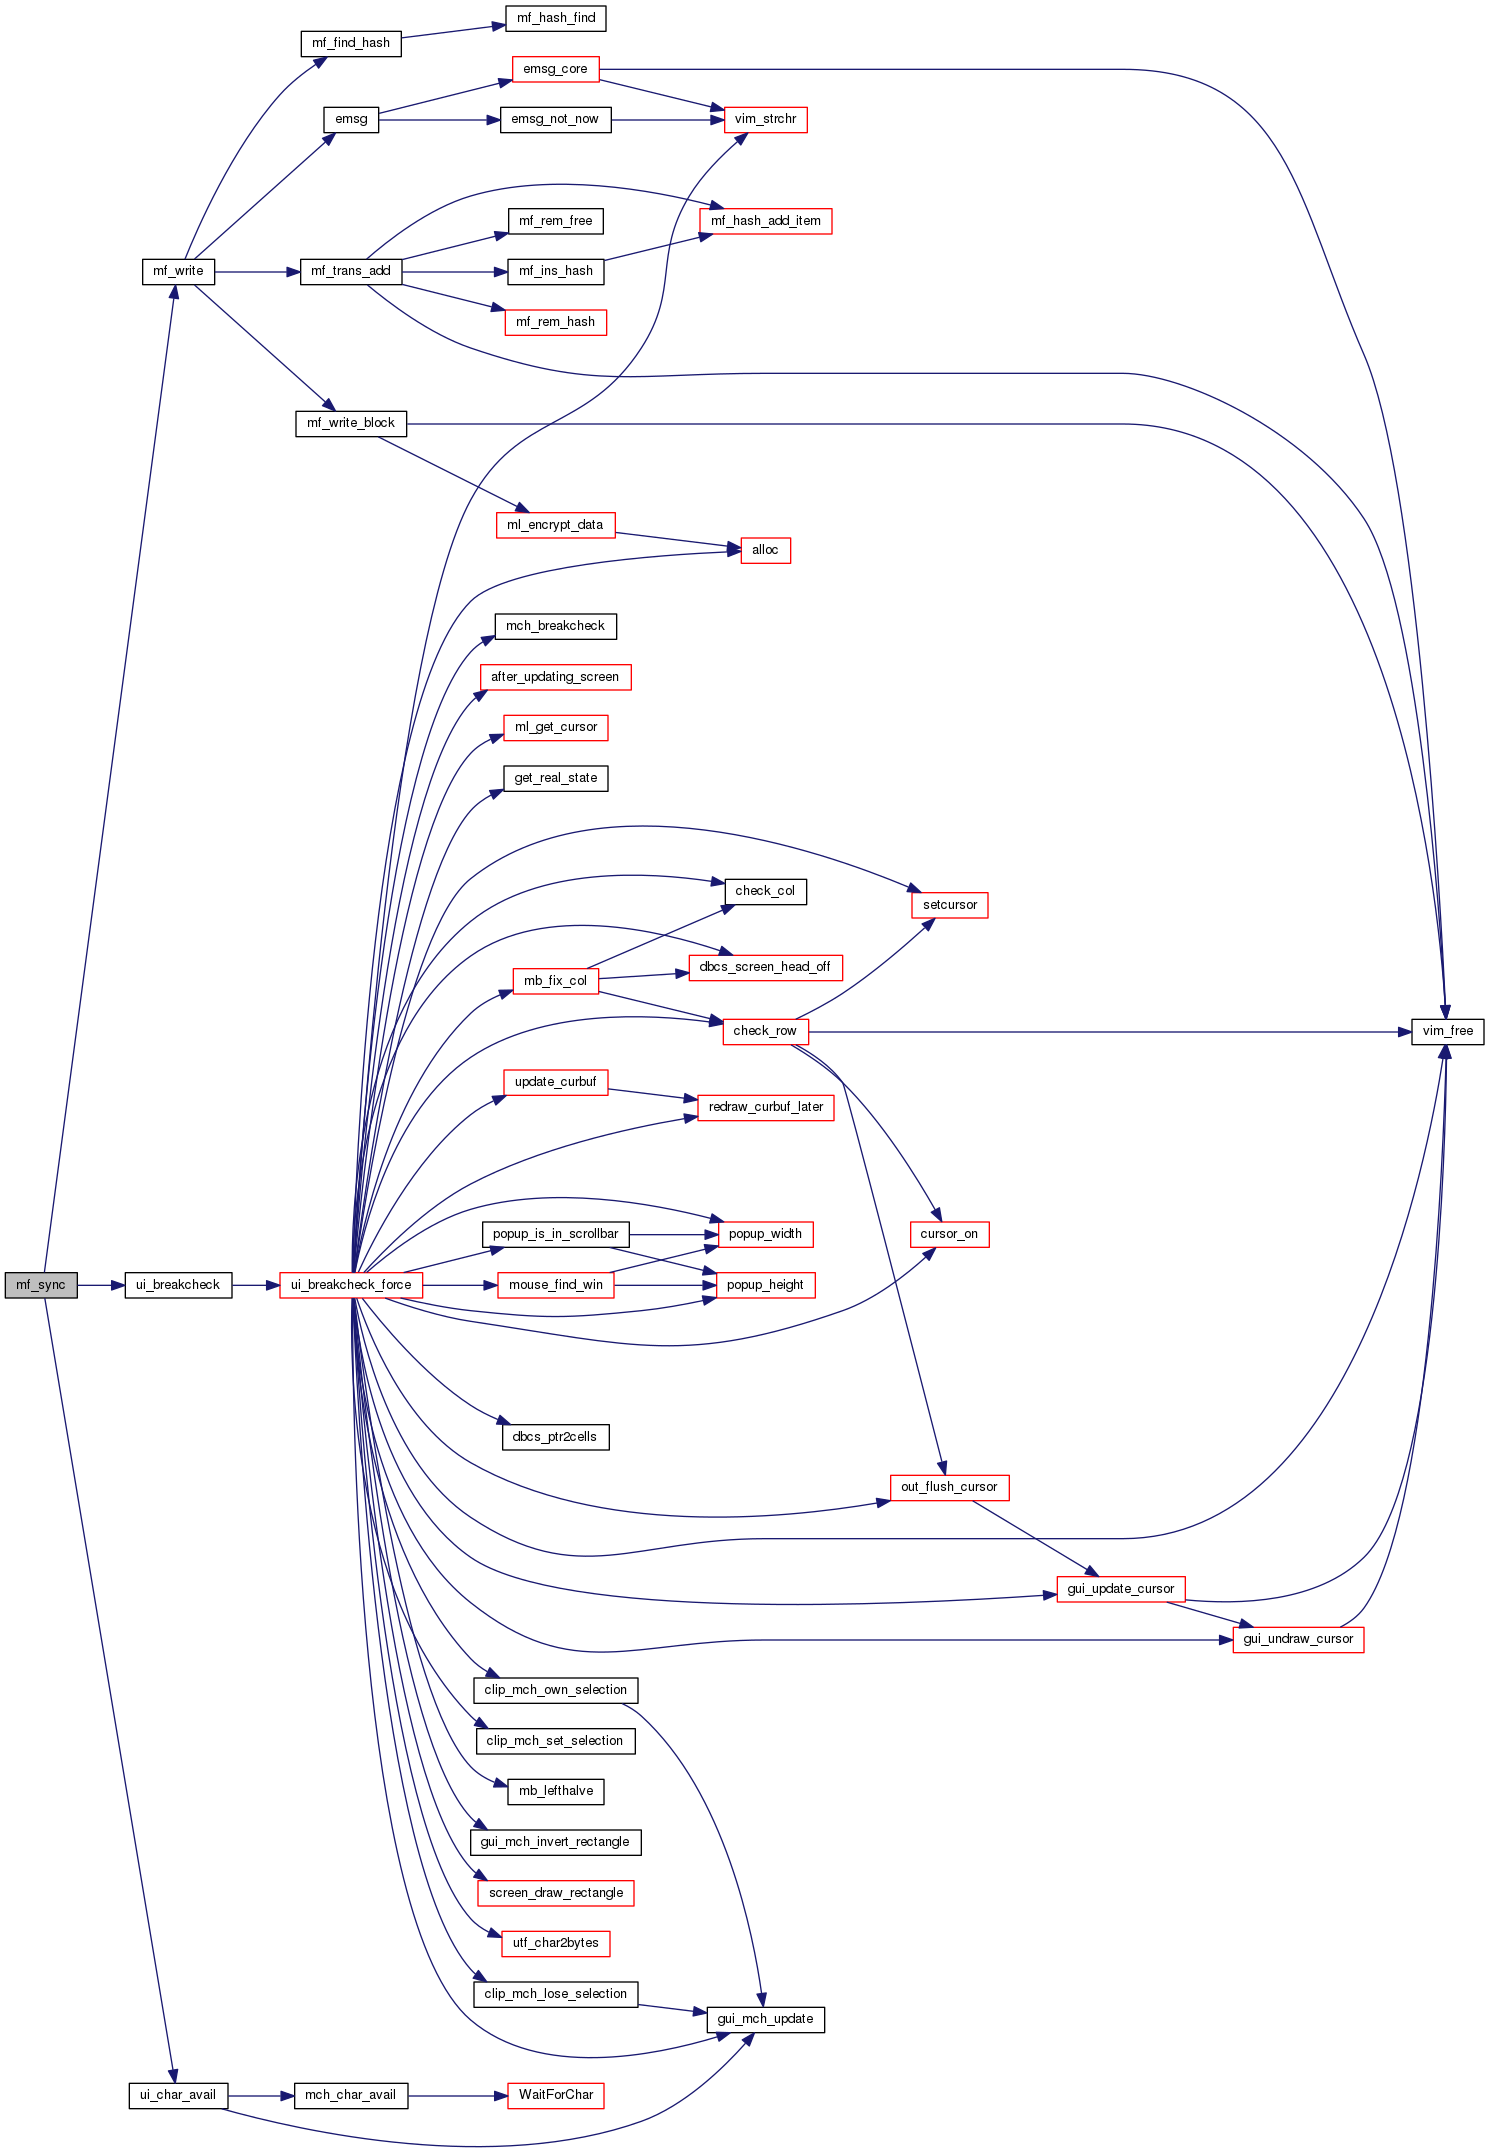 mf_hash_find
mf_find_hash
emsg_core
emsg
emsg_not_now
vim_strchr
mf_rem_free
mf_hash_add_item
mf_write
mf_trans_add
mf_ins_hash
mf_rem_hash
mf_write_block
ml_encrypt_data
alloc
mch_breakcheck
after_updating_screen
ml_get_cursor
get_real_state
check_col
setcursor
dbcs_screen_head_off
mb_fix_col
check_row
vim_free
update_curbuf
redraw_curbuf_later
popup_is_in_scrollbar
popup_width
cursor_on
mf_sync
ui_breakcheck
ui_breakcheck_force
mouse_find_win
popup_height
dbcs_ptr2cells
out_flush_cursor
gui_update_cursor
gui_undraw_cursor
clip_mch_own_selection
clip_mch_set_selection
mb_lefthalve
gui_mch_invert_rectangle
screen_draw_rectangle
utf_char2bytes
clip_mch_lose_selection
gui_mch_update
ui_char_avail
mch_char_avail
WaitForChar